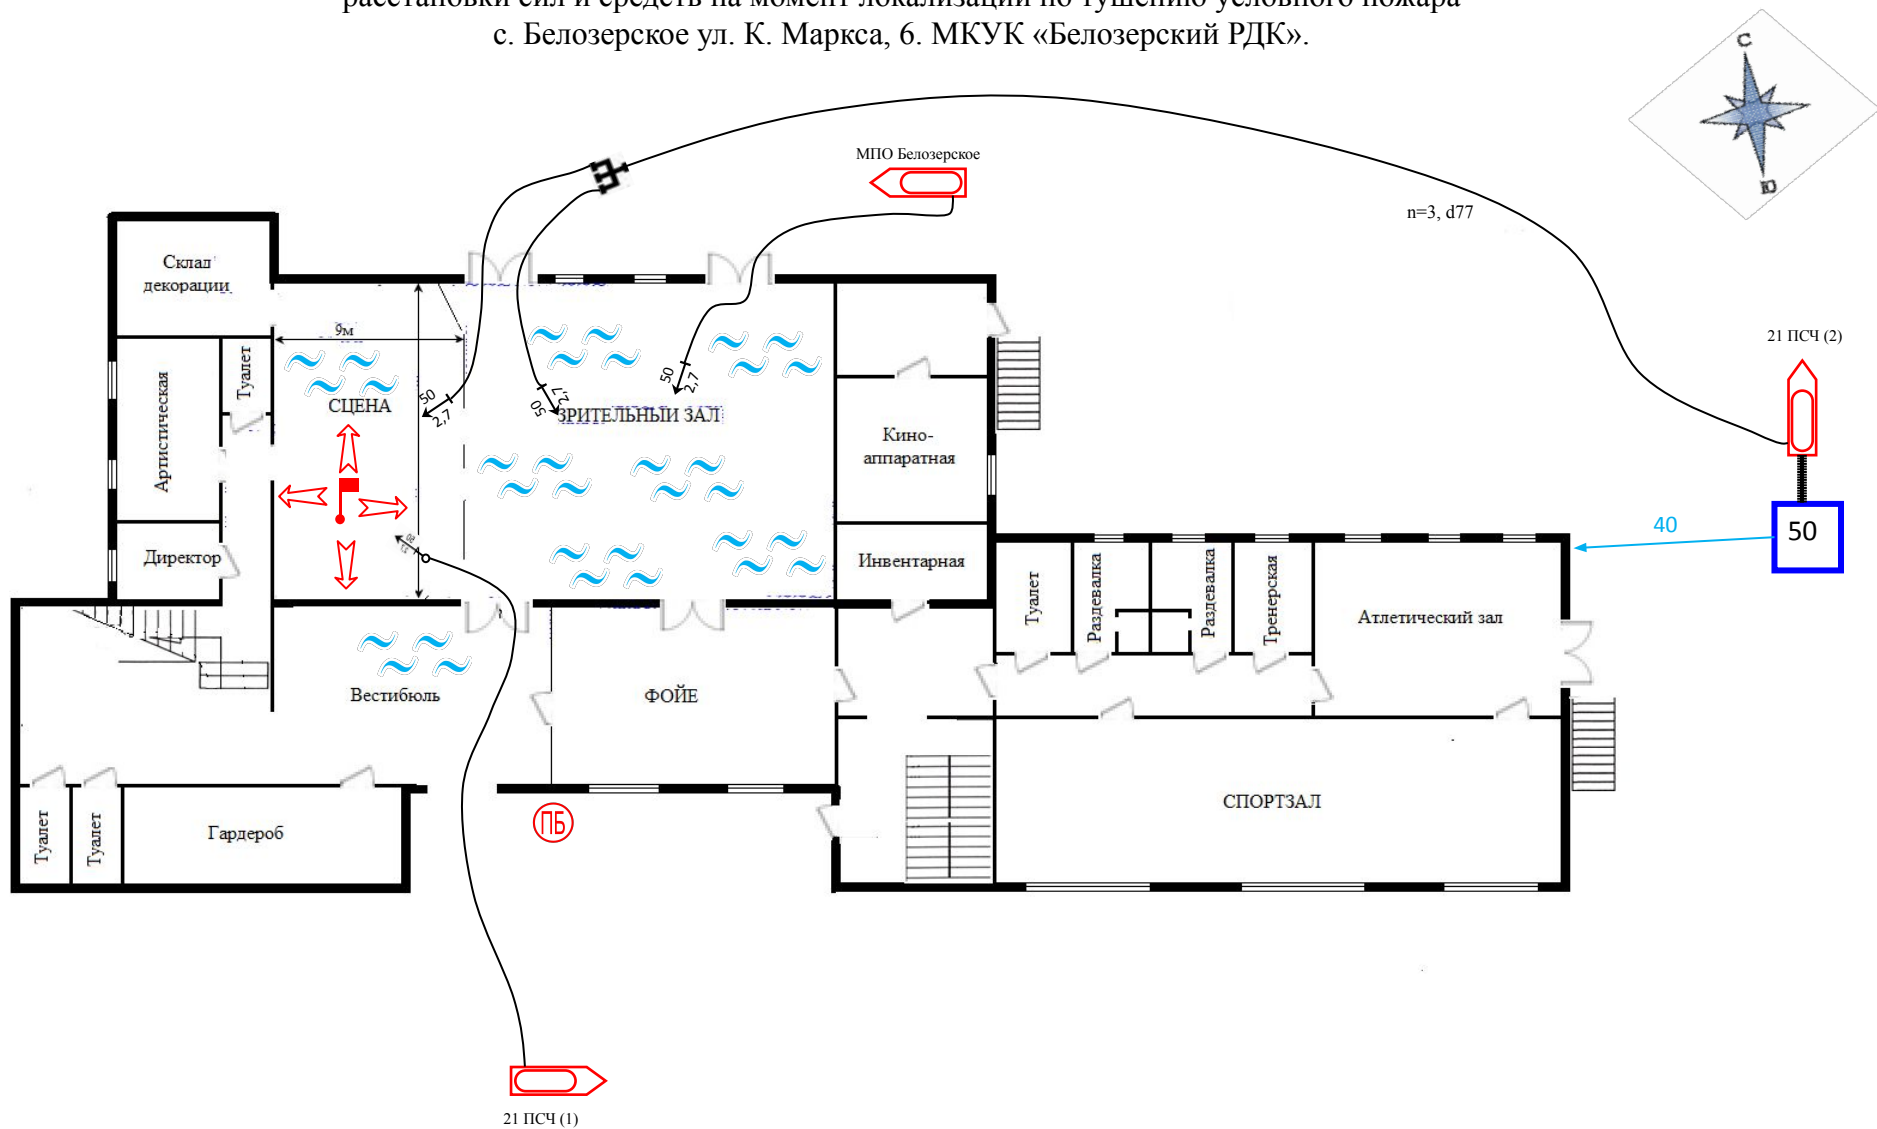 расстановки сил и средств на момент локализации по тушению условного пожара
с. Белозерское ул. К. Маркса, 6. МКУК «Белозерский РДК».
С
Ю
МПО Белозерское
n=3, d77
21 ПСЧ (2)
50
40
Склад
декорации
9м
Туалет
Артистическая
СЦЕНА
50
2,7
50
2,7
50
2,7
ЗРИТЕЛЬНЫЙ ЗАЛ
Кино-
аппаратная
Директор
Инвентарная
Туалет
Раздевалка
Раздевалка
Тренерская
Атлетический зал
Вестибюль
ФОЙЕ
СПОРТЗАЛ
Туалет
Туалет
Гардероб
ПБ
21 ПСЧ (1)